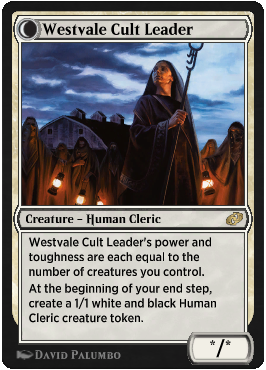 Westvale Cult Leader
Creature – Human Cleric
Westvale Cult Leader's power and
toughness are each equal to the
number of creatures you control.
At the beginning of your end step,
create a 1/1 white and black Human
Cleric creature token.
*/*
DAVID PALUMBO